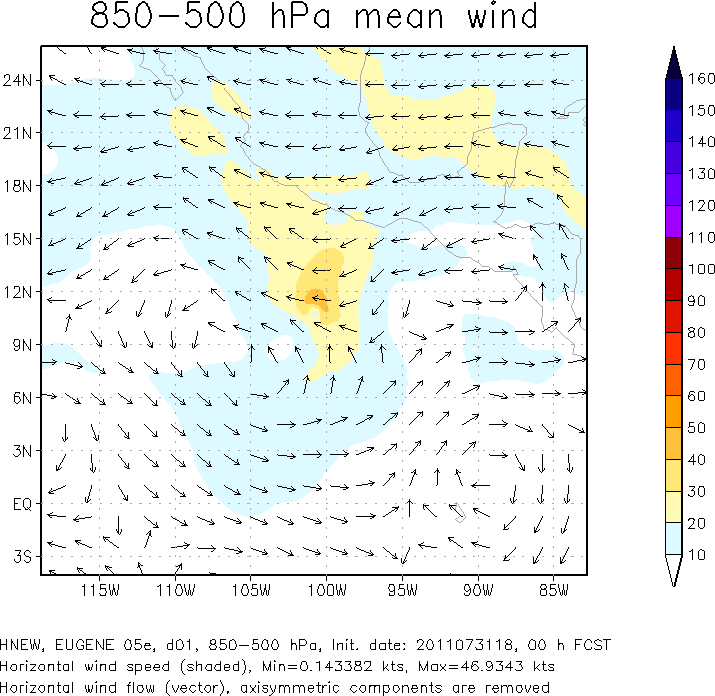 850-500 hPa mean wind
24N
21N
18N
15N
12N
9N
6N
3N
EQ
3S
115W 110W 105W 100W 95W 90W 85W
160
150
140
130
120
110
100
90
80
70
60
50
40
30
20
10
HNEW, EUGENE 05e, d01, 850-500 hPa, Init. date: 2011073118, 00 h FCST
Horizontal wind speed (shaded), Min=0.143382 kts, Max=46.9343 kts
Horizontal wind flow (vector), axisymmetric components are removed